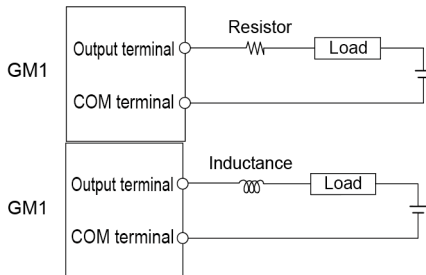 Resistor
Output terminal
Load
GM1
COM terminal
Inductance
Output terminal
Load
GM1
COM terminal